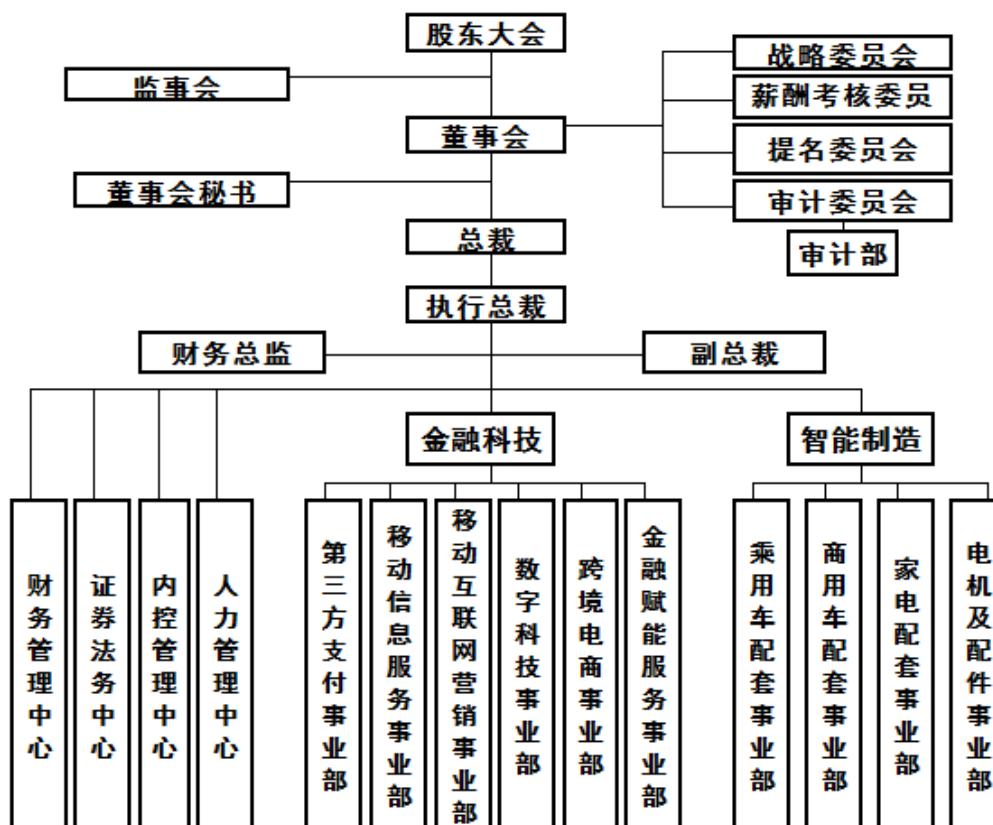 股东大会
监事会
战略委员会
薪酬考核委员
董事会
提名委员会
董事会秘书
审计委员会
总裁
审计部
执行总裁
财务总监
副总裁
金融科技
智能制造
财务管理中心
证券法务中心
内控管理中心
人力管理中心
第三方支付事业部
移动信息服务事业部
移动互联网营销事业部
数字科技事业部
跨境电商事业部
金融赋能服务事业部
乘用车配套事业部
商用车配套事业部
家电配套事业部
电机及配件事业部